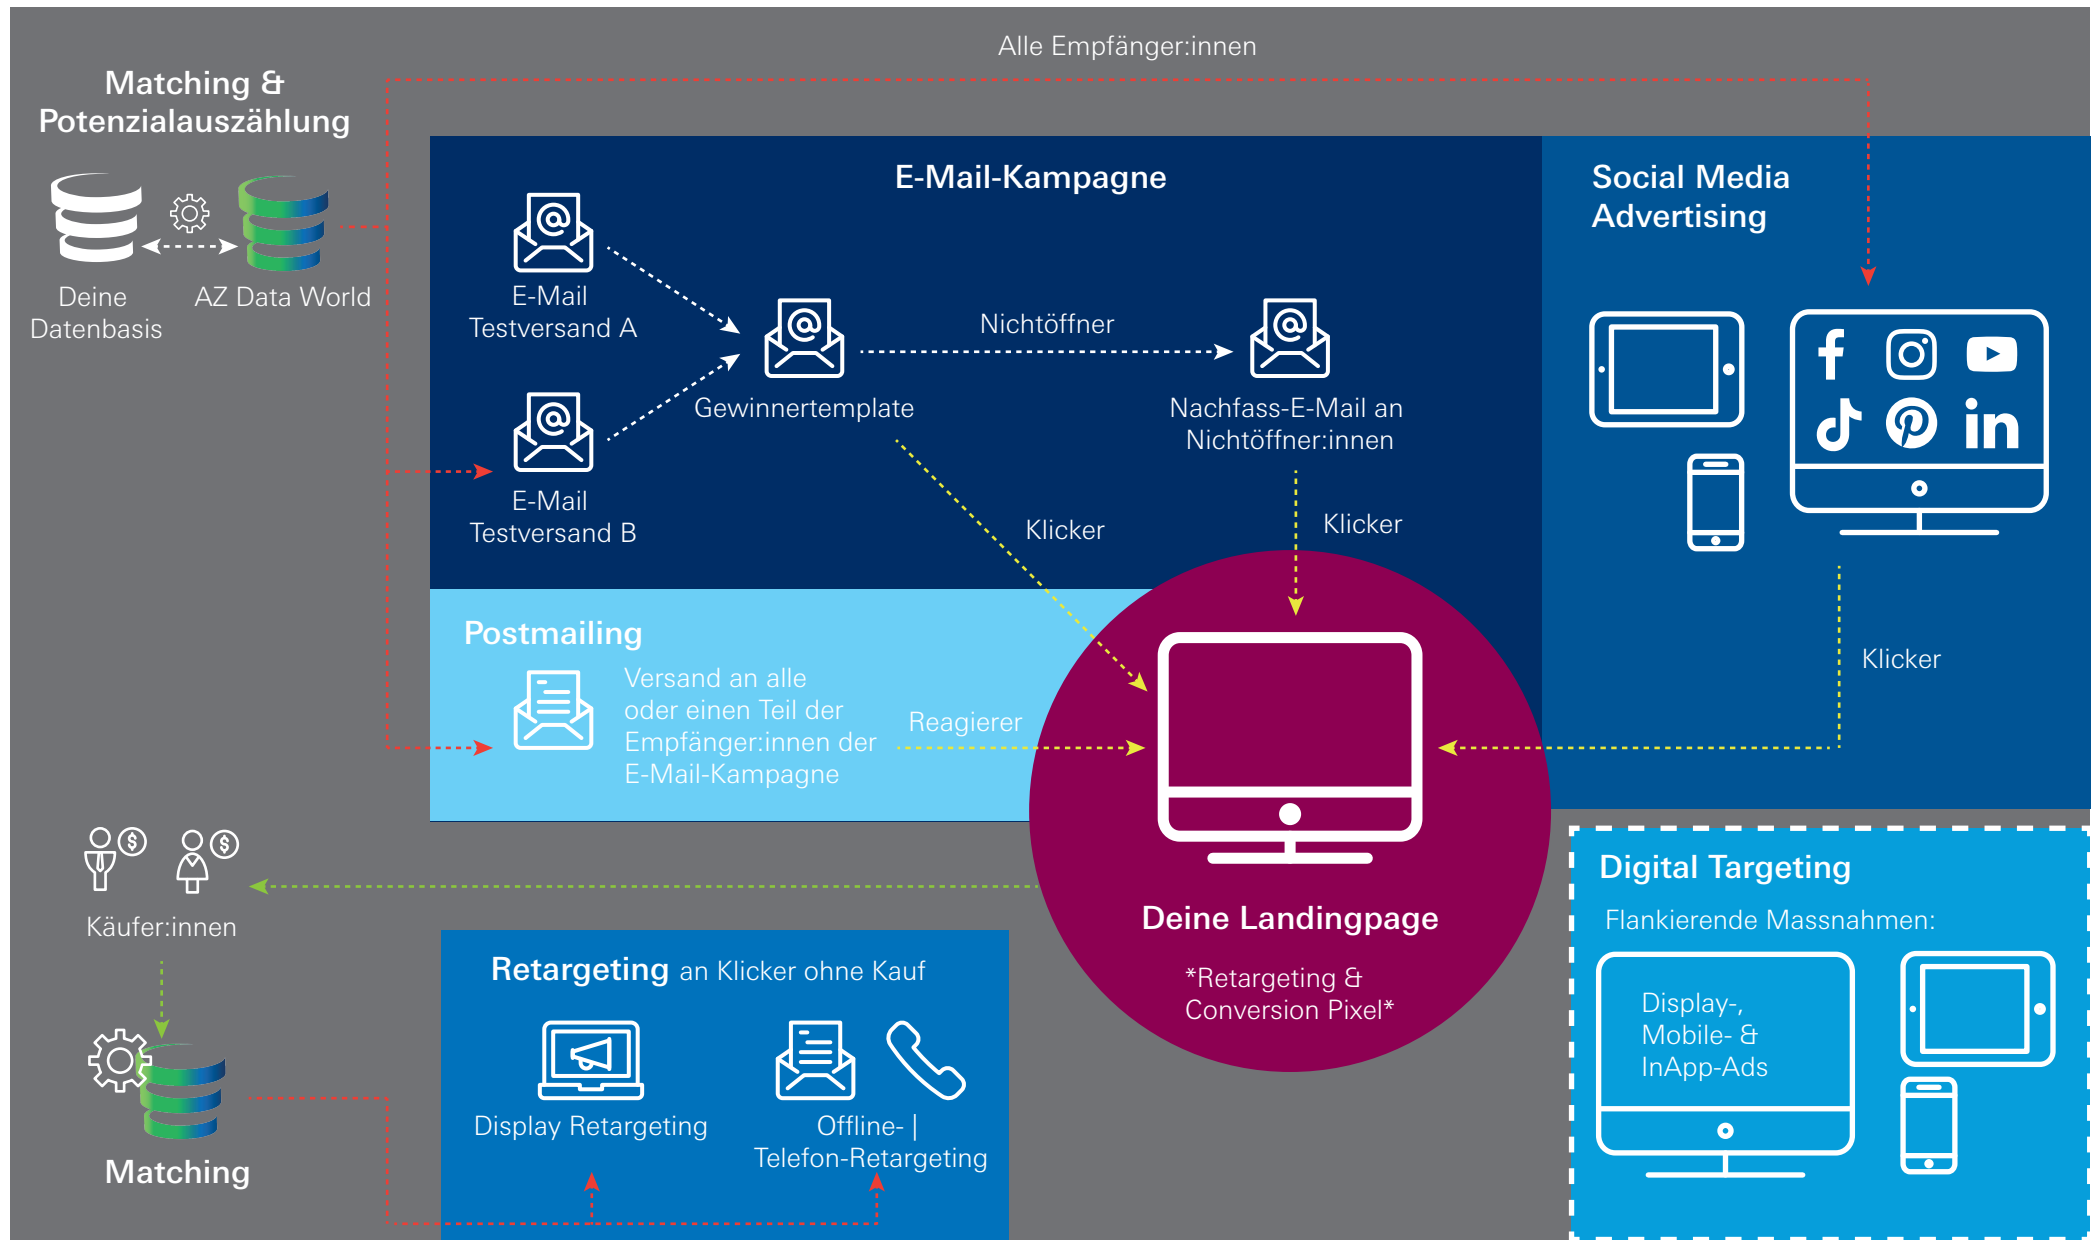 Alle Empfänger:innen
Matching &
Potenzialauszählung
Deine
Datenbasis
AZ Data World
E-Mail-Kampagne
E-Mail
Testversand A
E-Mail
Testversand B
Gewinnertemplate
Nichtöffner
Nachfass-E-Mail an
Nichtöffner:innen
Klicker
Klicker
Social Media
Advertising
Klicker
Postmailing
Versand an alle
oder einen Teil der
Empfänger:innen der
E-Mail-Kampagne
Reagierer
Deine Landingpage
*Retargeting &
Conversion Pixel*
Käufer:innen
Matching
Retargeting an Klicker ohne Kauf
Display Retargeting
Offline- |
Telefon-Retargeting
Digital Targeting
Flankierende Massnahmen:
Display-,
Mobile- &
InApp-Ads